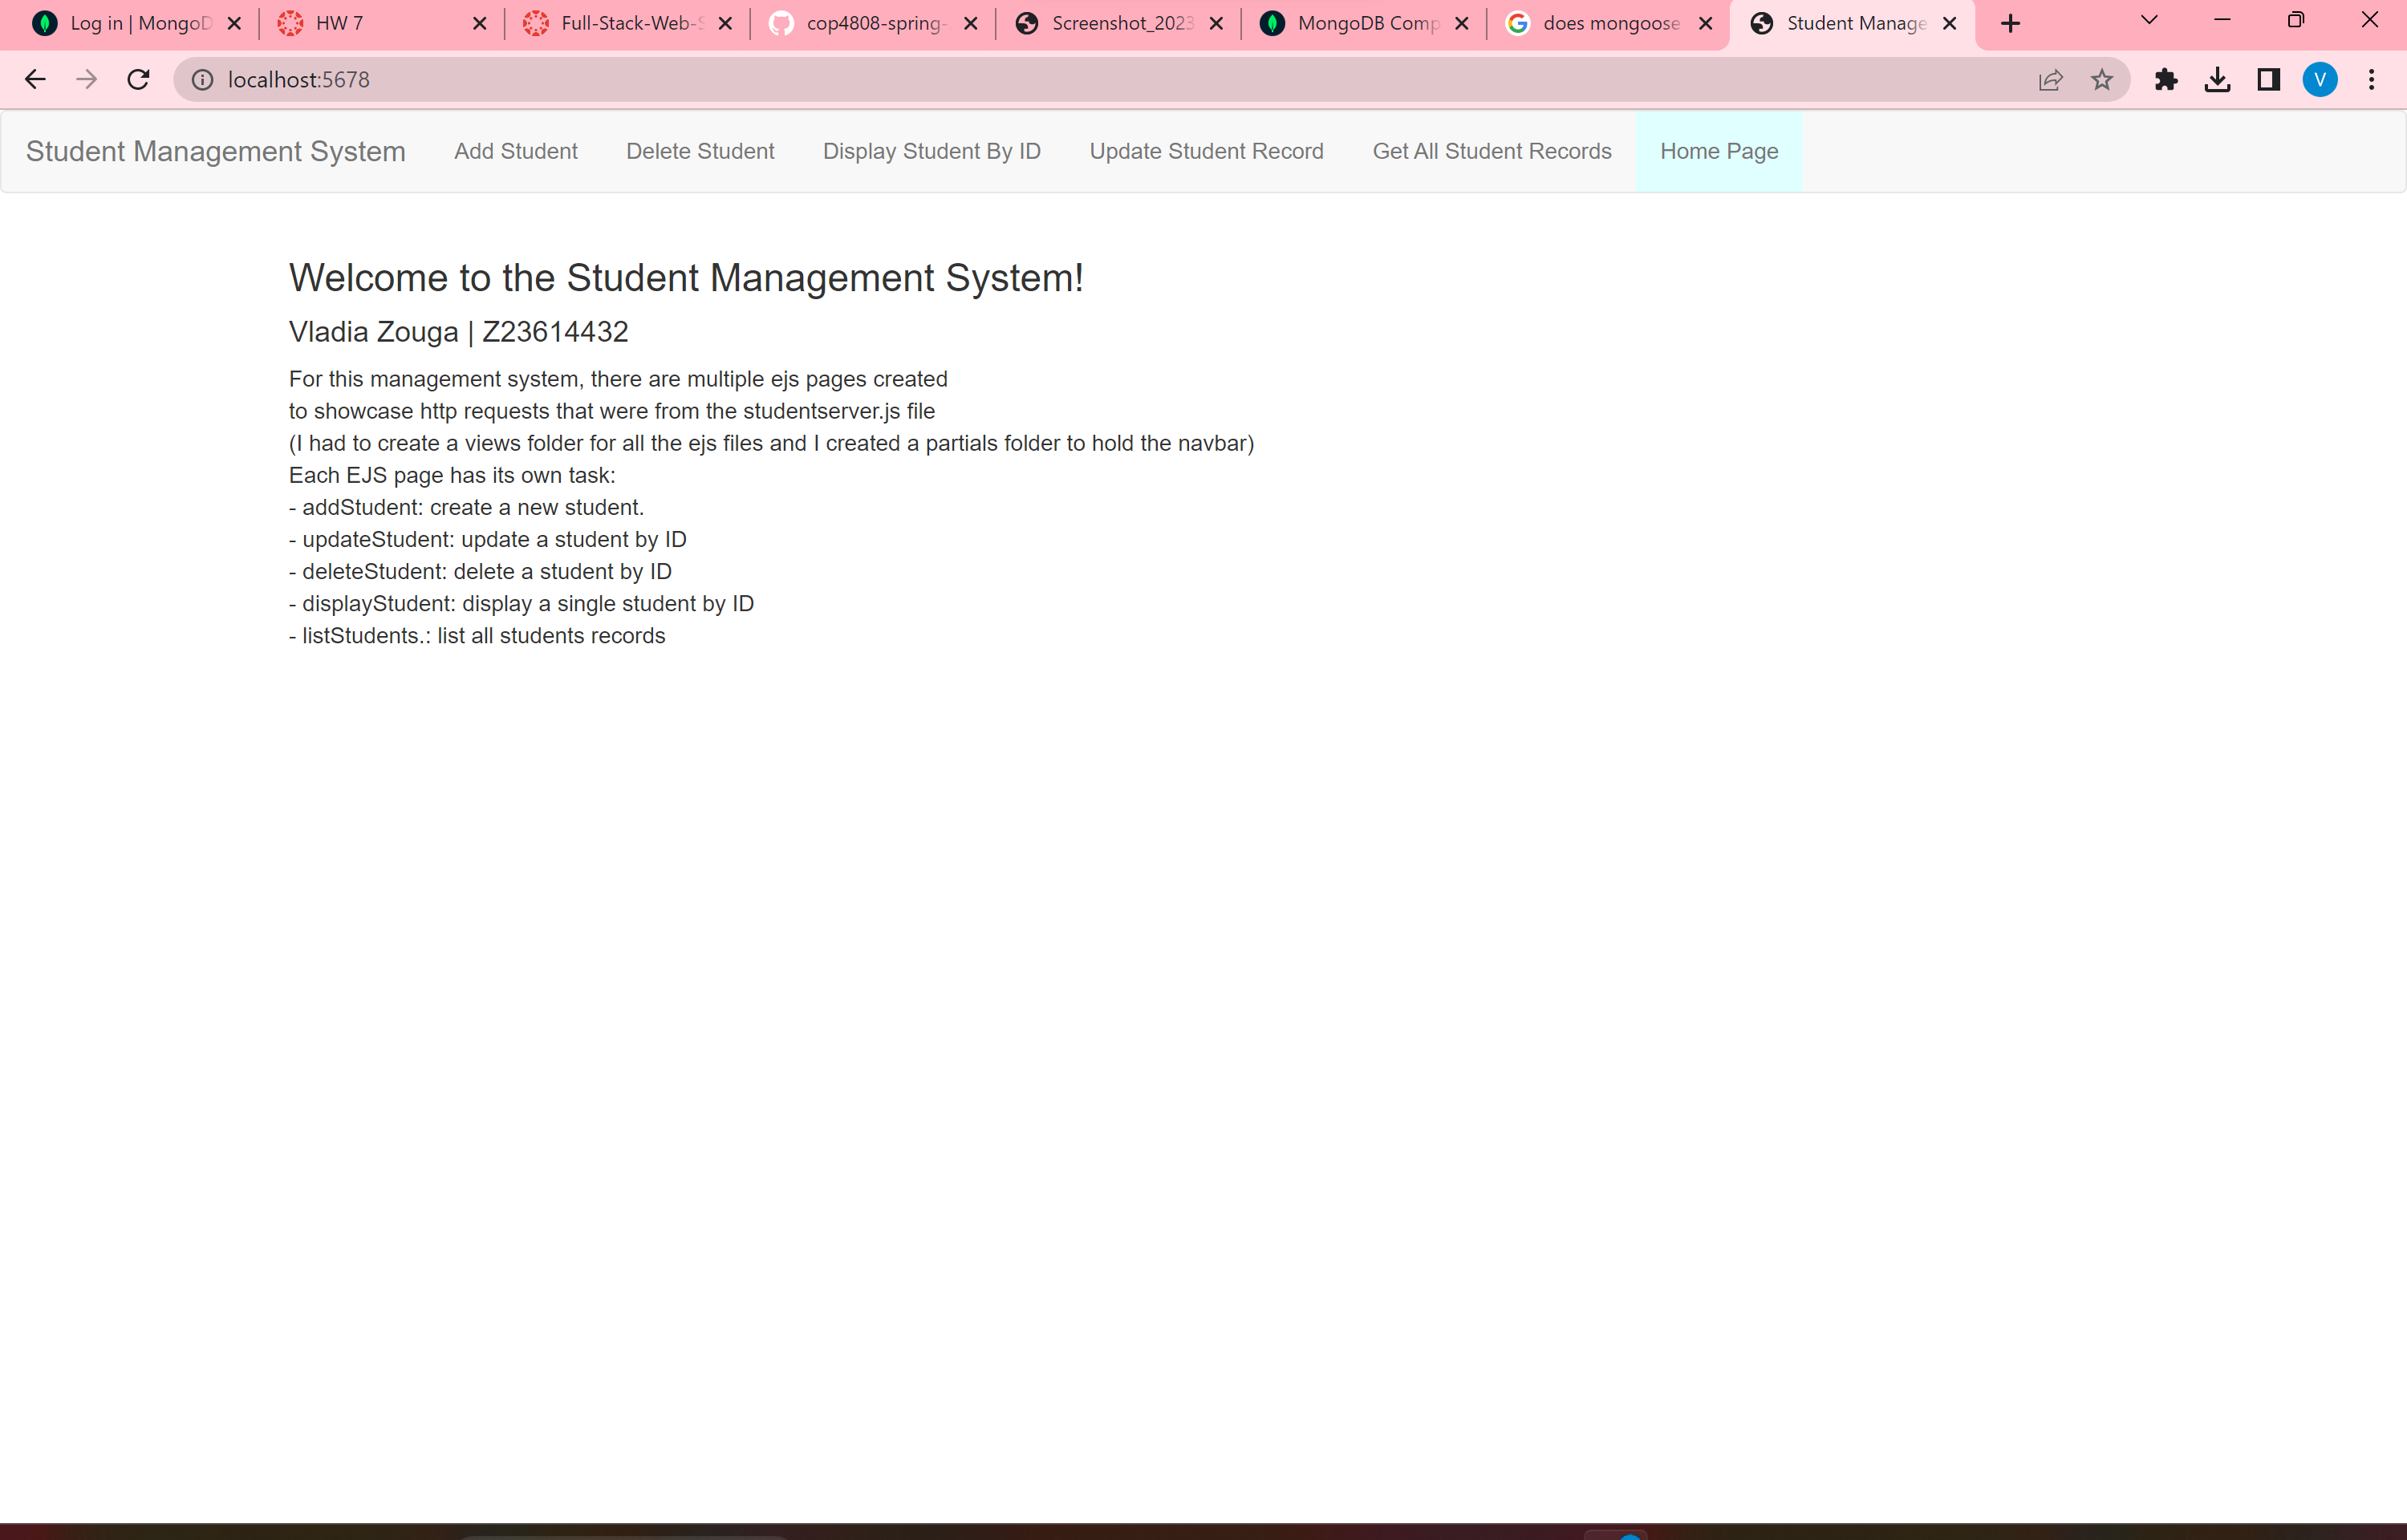 Log in | MongoD
HW 7
Full-Stack-Web-S
cop4808-spring-
Screenshot_2023
MongoDB Comp
does mongoose
Student Manage
localhost:5678
V
Student Management System Add Student Delete Student Display Student By ID Update Student Record Get All Student Records Home Page
Welcome to the Student Management System!
Vladia Zouga | Z23614432
For this management system, there are multiple ejs pages created
to showcase http requests that were from the studentserver.js file
(I had to create a views folder for all the ejs files and I created a partials folder to hold the navbar)
Each EJS page has its own task:
- addStudent: create a new student.
- updateStudent: update a student by ID
- deleteStudent: delete a student by ID
- displayStudent: display a single student by ID
- listStudents.: list all students records